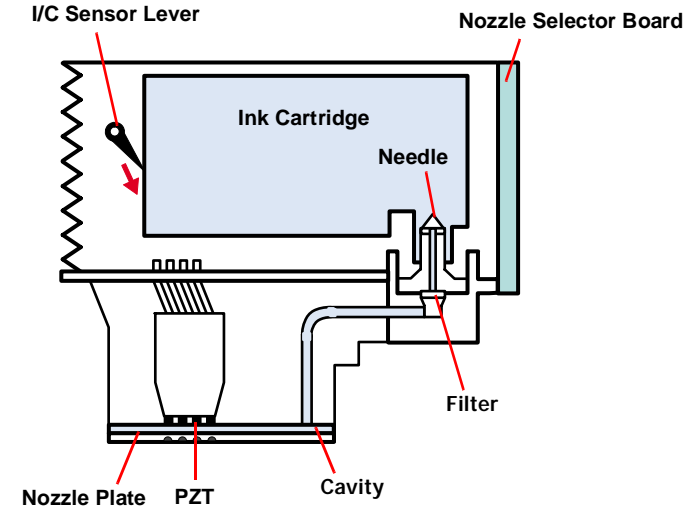 I/C Sensor Lever
Nozzle Selector Board
Ink Cartridge
Needle
Filter
Cavity
Nozzle Plate
PZT